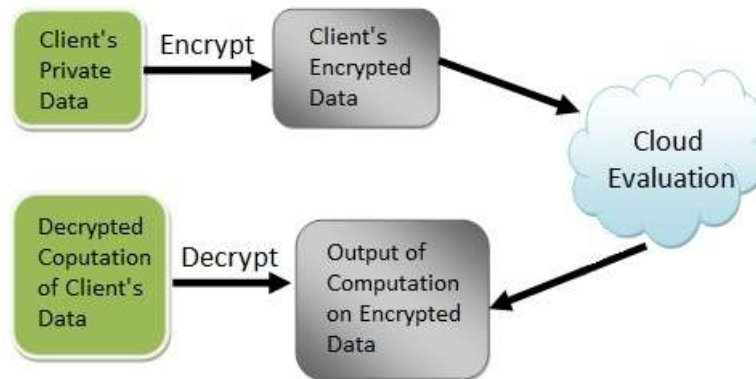 Client's
Private
Data
Encrypt
Client's
Encrypted
Data
Cloud
Evaluation
Decrypted
Coputation
of Client's
Data
Decrypt
Output of
Computation
on Encrypted
Data